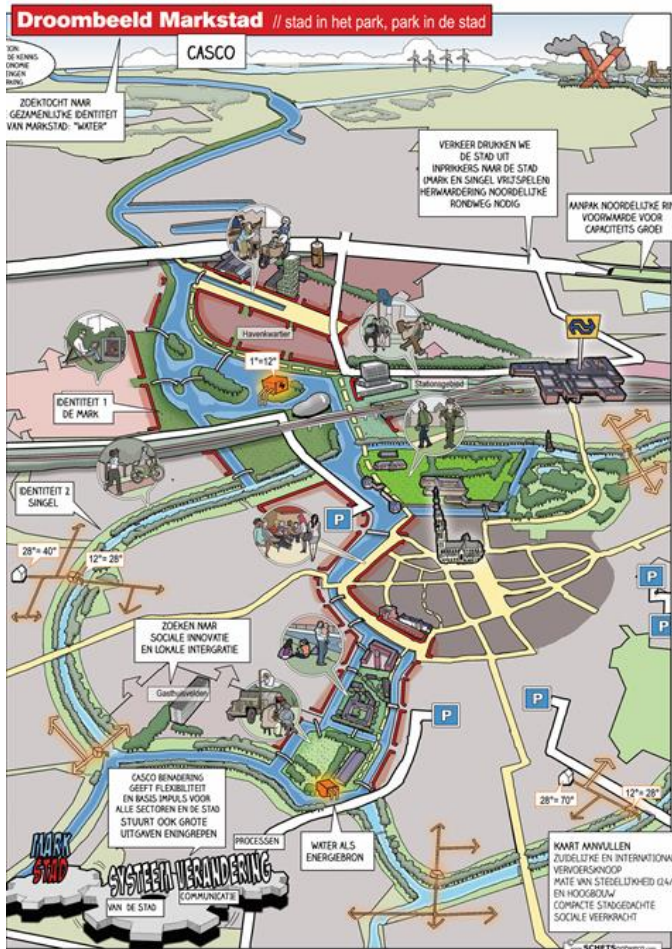 Droombeeld Markstad // stad in het park, park in de stad
CASCO
DE KENNIS
ZOEKTOCHT NAAR
GEZAMENLIJKE IDENTITEIT
VAN MARKSTAD: "WATER"
VERKEER DRUKKEN WE
DE STAD UIT
INPRIKKERS NAAR DE STAD
(MARK EN SINGEL VRIJSPELEN)
HERWAARDERING NOORDELIJKE
RONDWEG NODIG
AANPAK NOORDELIJKE
VOORWAARDE VOOR
CAPACITEITS GROEI
Havenkwartier
1°=12°
Stationsgebied
IDENTITEIT 1
DE MARK
IDENTITEIT 2
SINGEL
P
28°= 40°
12°= 28°
P
P
ZOEKEN NAAR
SOCIALE INNOVATIE
EN LOKALE INTERGRATIE
Gasthuisvelden
P
P
CASCO BENADERING
GEEFT FLEXIBILITEIT
EN BASIS IMPULS VOOR
ALLE SECTOREN EN DE STAD
STUURT OOK GROTE
UITGAVEN ENINGREPEN
28°= 70°
12°= 28°
WATER ALS
ENERGIEBRON
PROCESSEN
MARK
STAD
SYSTEEM-VERANDERING
VAN DE STAD
COMMUNICATIE
KAART AANVULLEN
ZUIDELIJKE EN
VERVOERSKNOOP
MATE VAN STEDELIJKHEID
EN HOOGBOUW
COMPACTE STADGEDACHTE
SOCIALE VEERKRACHT